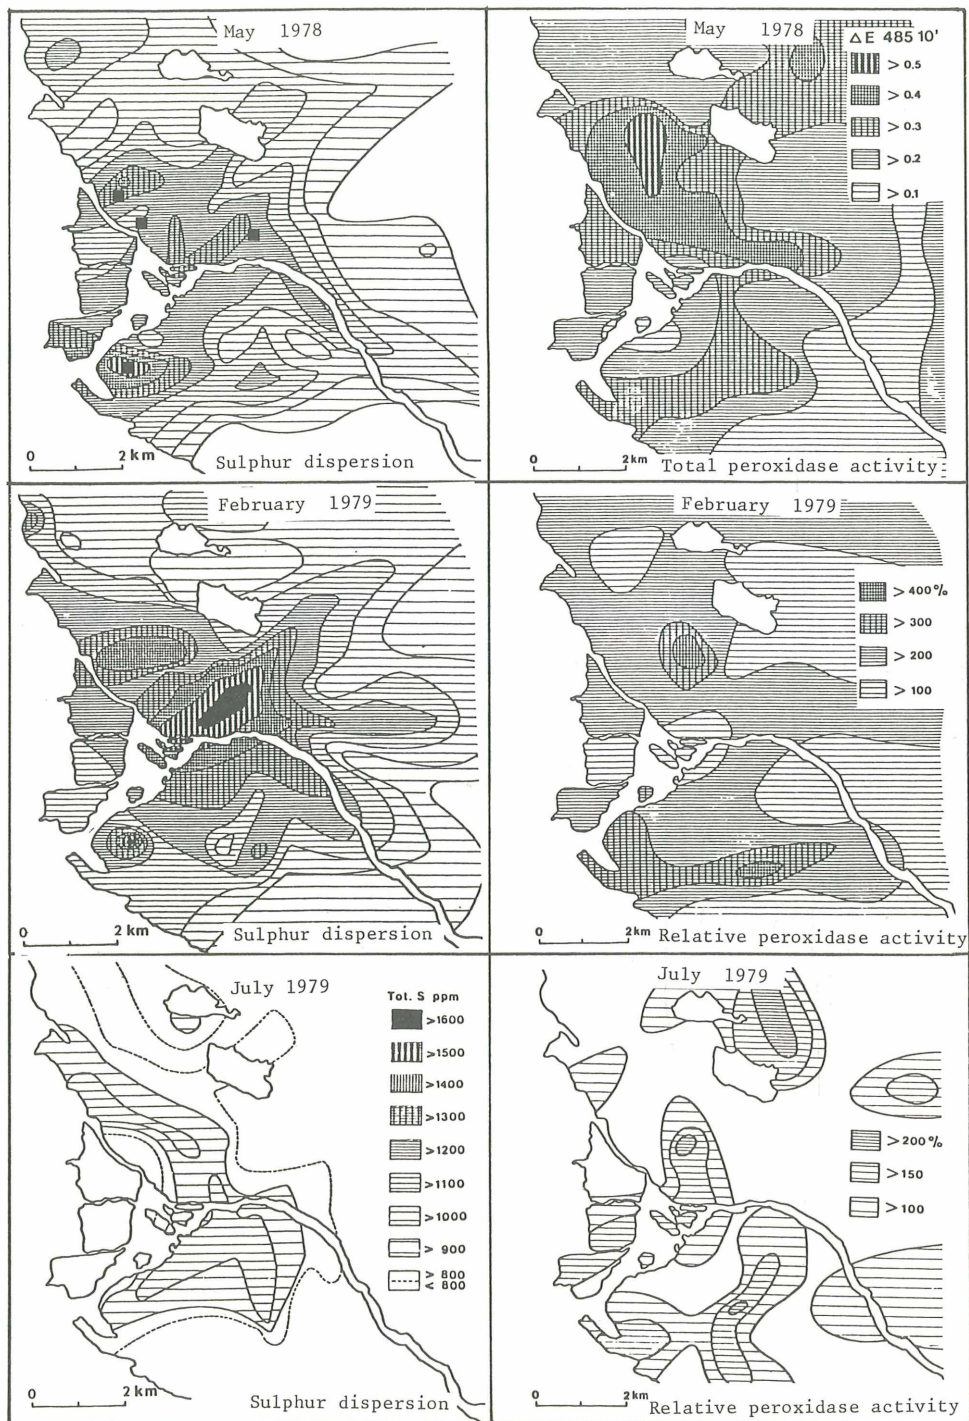 May 1978
0 2 km
Sulphur dispersion
May 1978
Δ E 485 10'
> 0.5
> 0.4
> 0.3
> 0.2
> 0.1
0 2km
Total peroxidase activity
February 1979
0 2 km
Sulphur dispersion
February 1979
> 400%
> 300
> 200
> 100
0 2km
Relative peroxidase activity
July 1979
Tot. S ppm
>1600
>1500
>1400
>1300
>1200
>1100
>1000
> 900
≥ 800
< 800
0 2 km
Sulphur dispersion
July 1979
>200%
>150
> 100
0 2km
Relative peroxidase activity